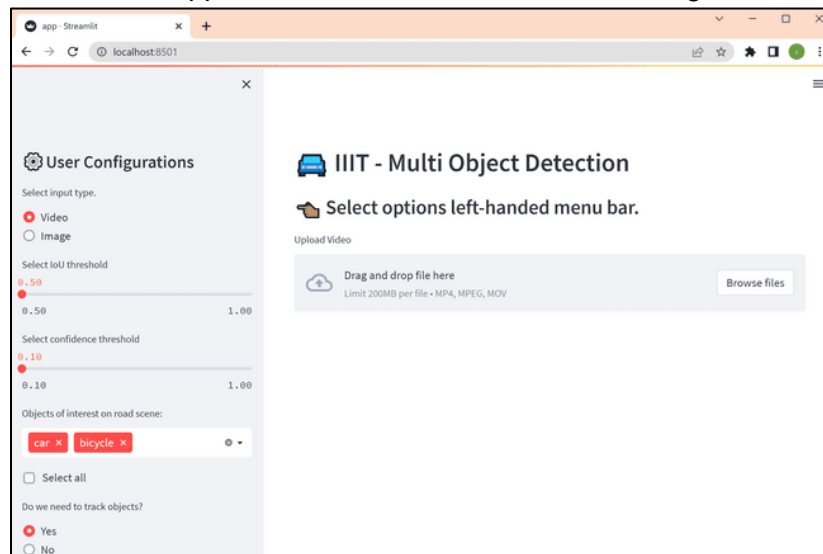 app · Streamlit
localhost:8501
User Configurations
Select input type.
Video
Image
Select IoU threshold
0.50
0.50 1.00
Select confidence threshold
0.10
0.10 1.00
Objects of interest on road scene:
car × bicycle ×
Select all
Do we need to track objects?
Yes
No
IIIT - Multi Object Detection
Select options left-handed menu bar.
Upload Video
Drag and drop file here
Limit 200MB per file • MP4, MPEG, MOV
Browse files